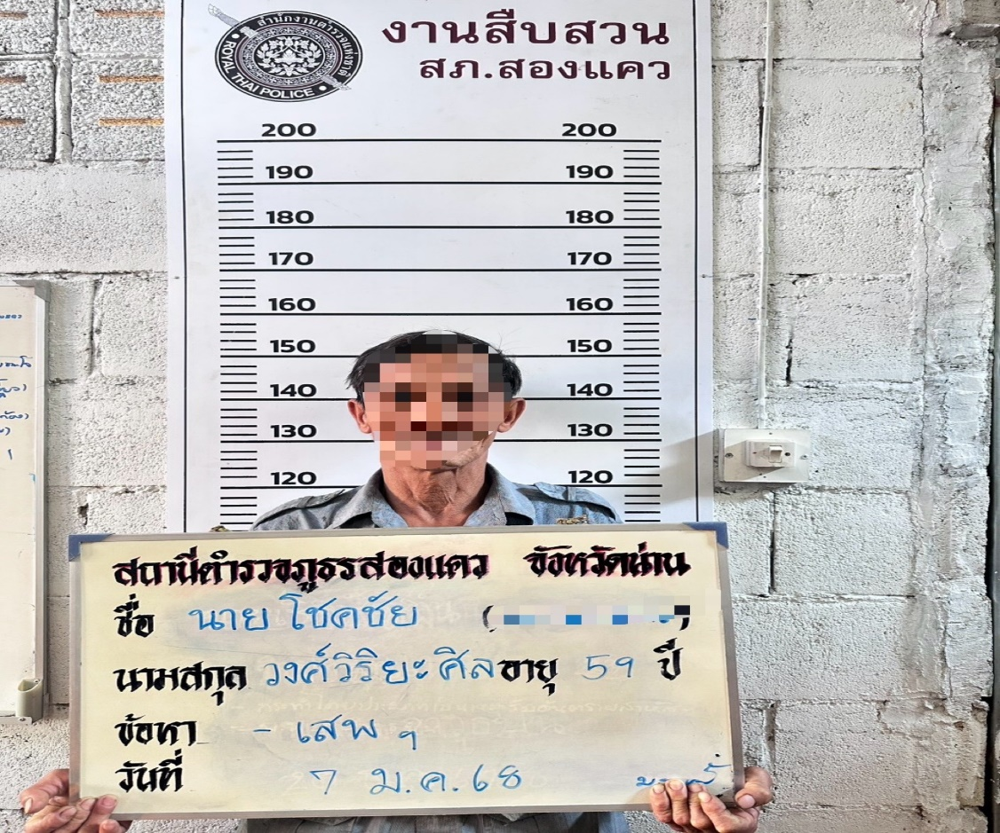 สำนักงานตำรวจแห่งชาติ
ROYAL THAI POLICE
งานสืบสวน
สภ.สองแคว
200 200
190 190
180 180
170 170
160 160
150 150
140 140
130 130
120 120
สถานีตำรวจภูธรสองแคว จังหวัดน่าน
ชื่อ นาย โชคชัย
นามสกุล วงศ์วิริยะศิล อายุ 59 ปี
ข้อหา - เสพ ฯ
วันที่ 7 ม.ค.68